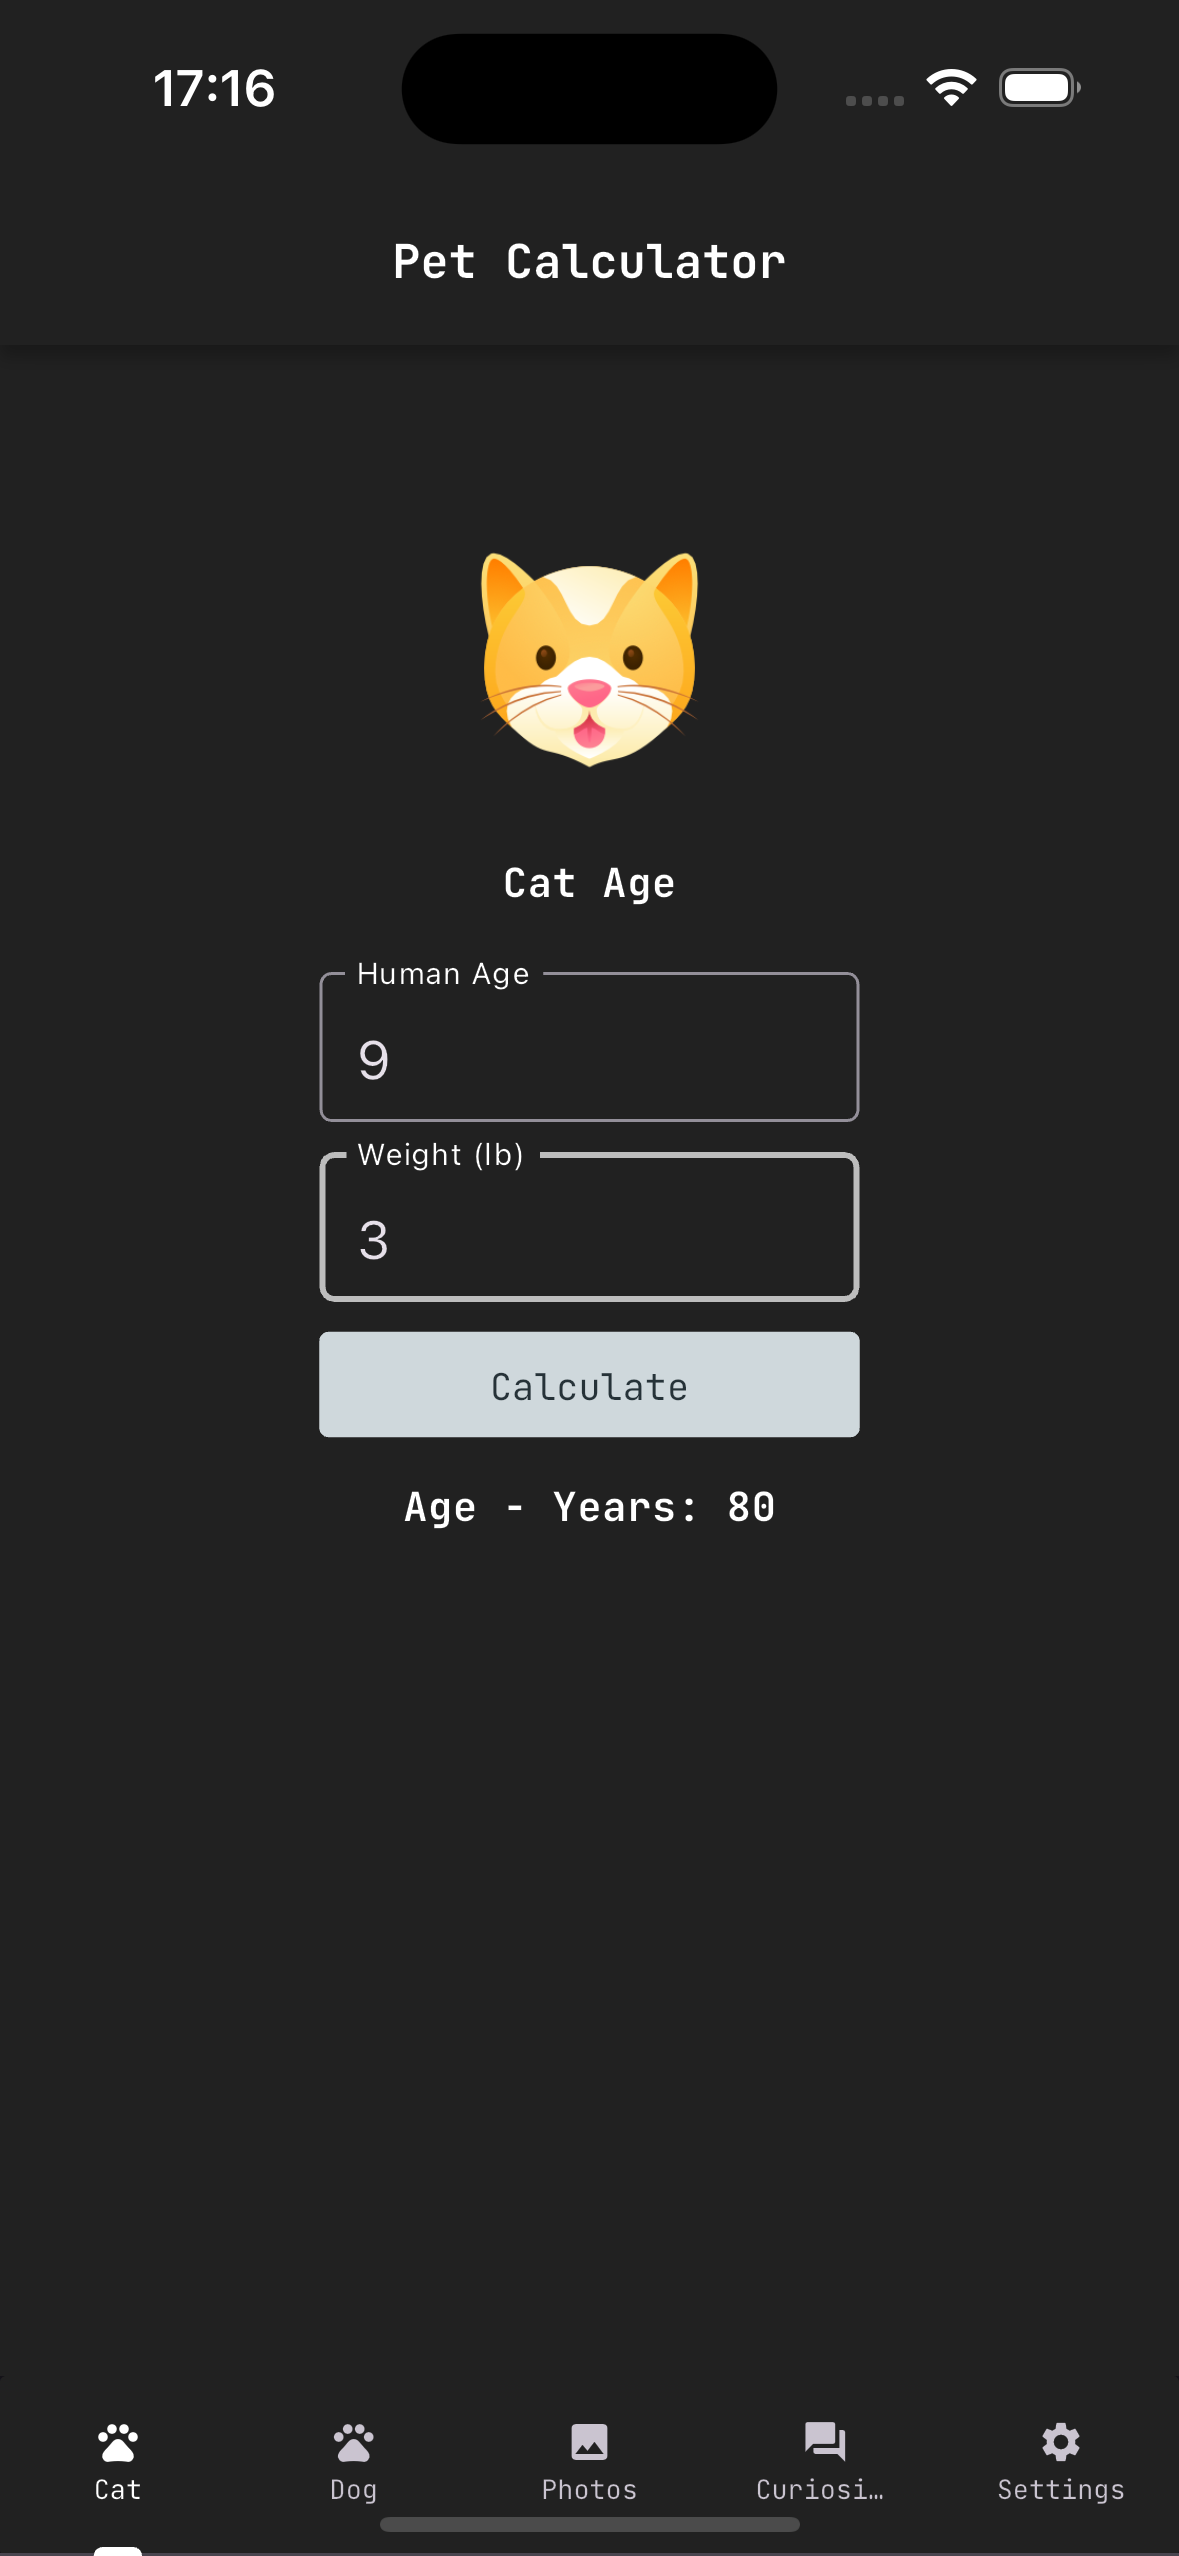 17:16
Pet Calculator
Cat Age
Human Age
9
Weight (lb)
3
Calculate
Age - Years: 80
Cat
Dog
Photos
Curiosi…
Settings